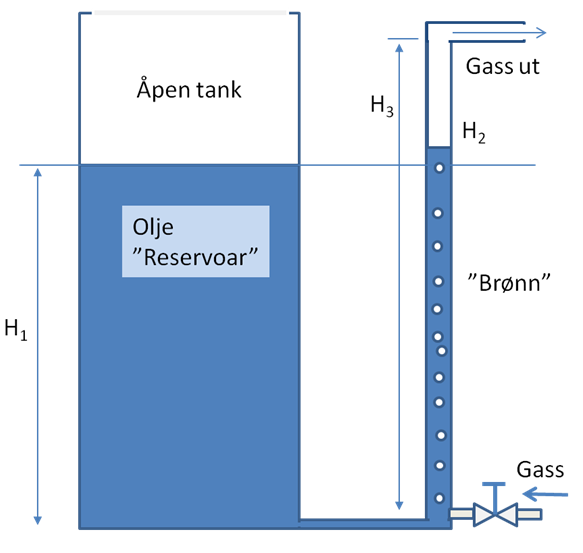 Åpen tank
Gass ut
H3
H2
Olje
”Reservoar”
”Brønn”
H1
Gass